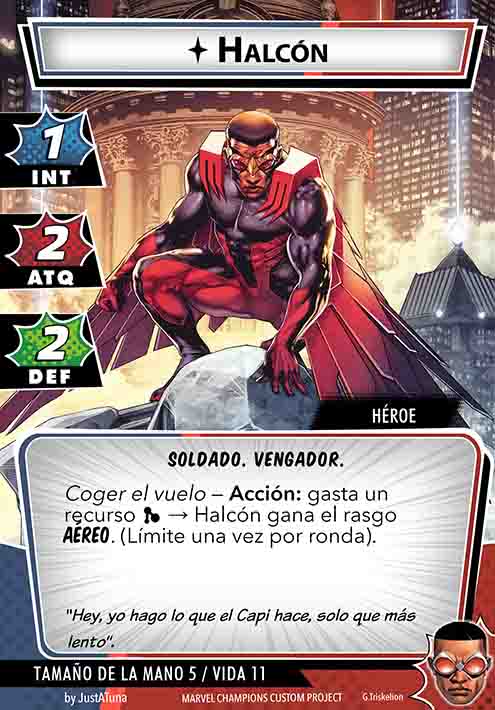 HALCÓN
1
INT
2
ATQ
2
DEF
HÉROE
SOLDADO. VENGADOR.
Coger el vuelo – Acción: gasta un
recurso → Halcón gana el rasgo
AÉREO. (Límite una vez por ronda).
"Hey, yo hago lo que el Capi hace, solo que más
lento".
TAMAÑO DE LA MANO 5 / VIDA 11
by JustATuna
MARVEL CHAMPIONS CUSTOM PROJECT
G.Triskelion